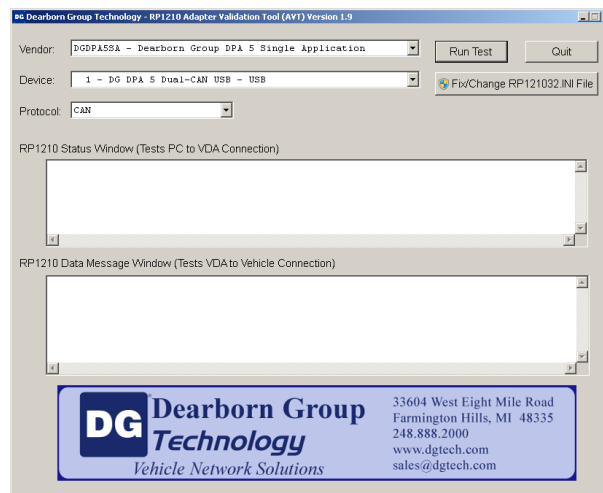 DG Dearborn Group Technology - RP1210 Adapter Validation Tool (AVT) Version 1.9
Vendor: DGDPA5SA - Dearborn Group DPA 5 Single Application
Run Test
Quit
Device: 1 - DG DPA 5 Dual-CAN USB - USB
Fix/Change RP121032.INI File
Protocol: CAN
RP1210 Status Window (Tests PC to VDA Connection)
RP1210 Data Message Window (Tests VDA to Vehicle Connection)
DG
Dearborn Group
Technology
Vehicle Network Solutions
33604 West Eight Mile Road
Farmington Hills, MI 48335
248.888.2000
www.dgtech.com
sales@dgtech.com